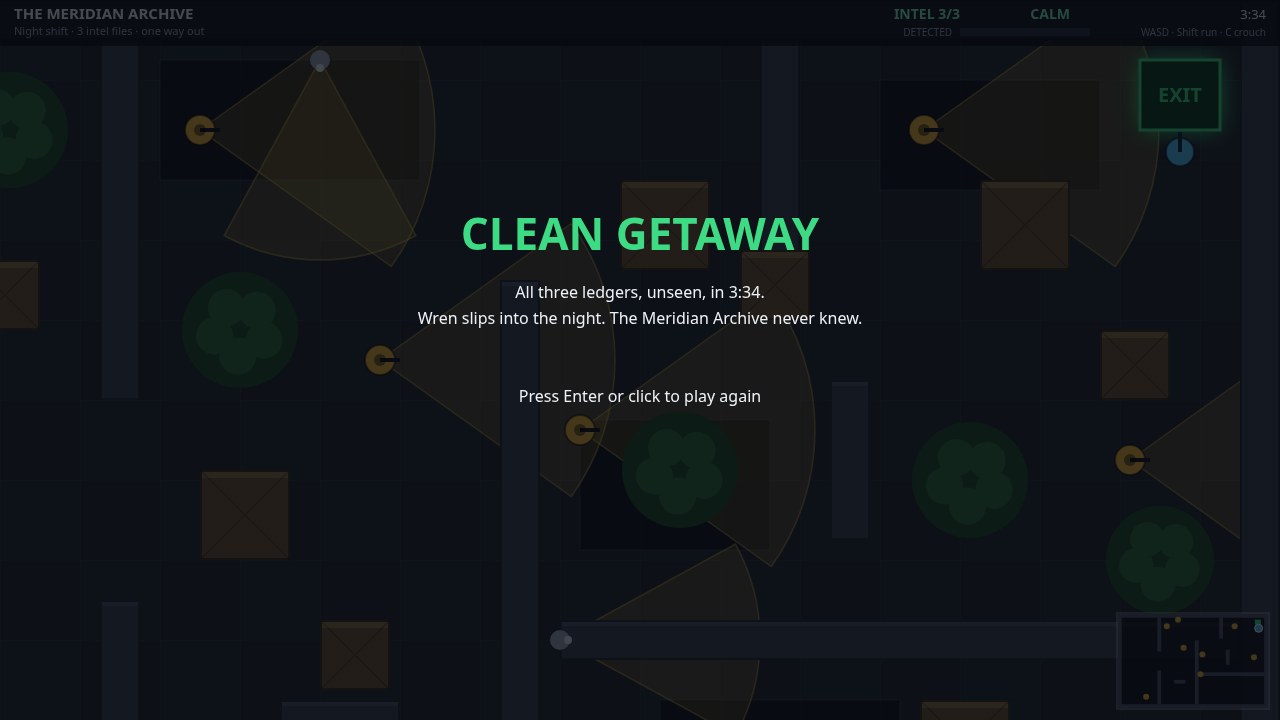 THE MERIDIAN ARCHIVE
Night shift · 3 intel files · one way out
INTEL 3/3
CALM
3:34
DETECTED
WASD · Shift run · C crouch
EXIT
CLEAN GETAWAY
All three ledgers, unseen, in 3:34.
Wren slips into the night. The Meridian Archive never knew.
Press Enter or click to play again